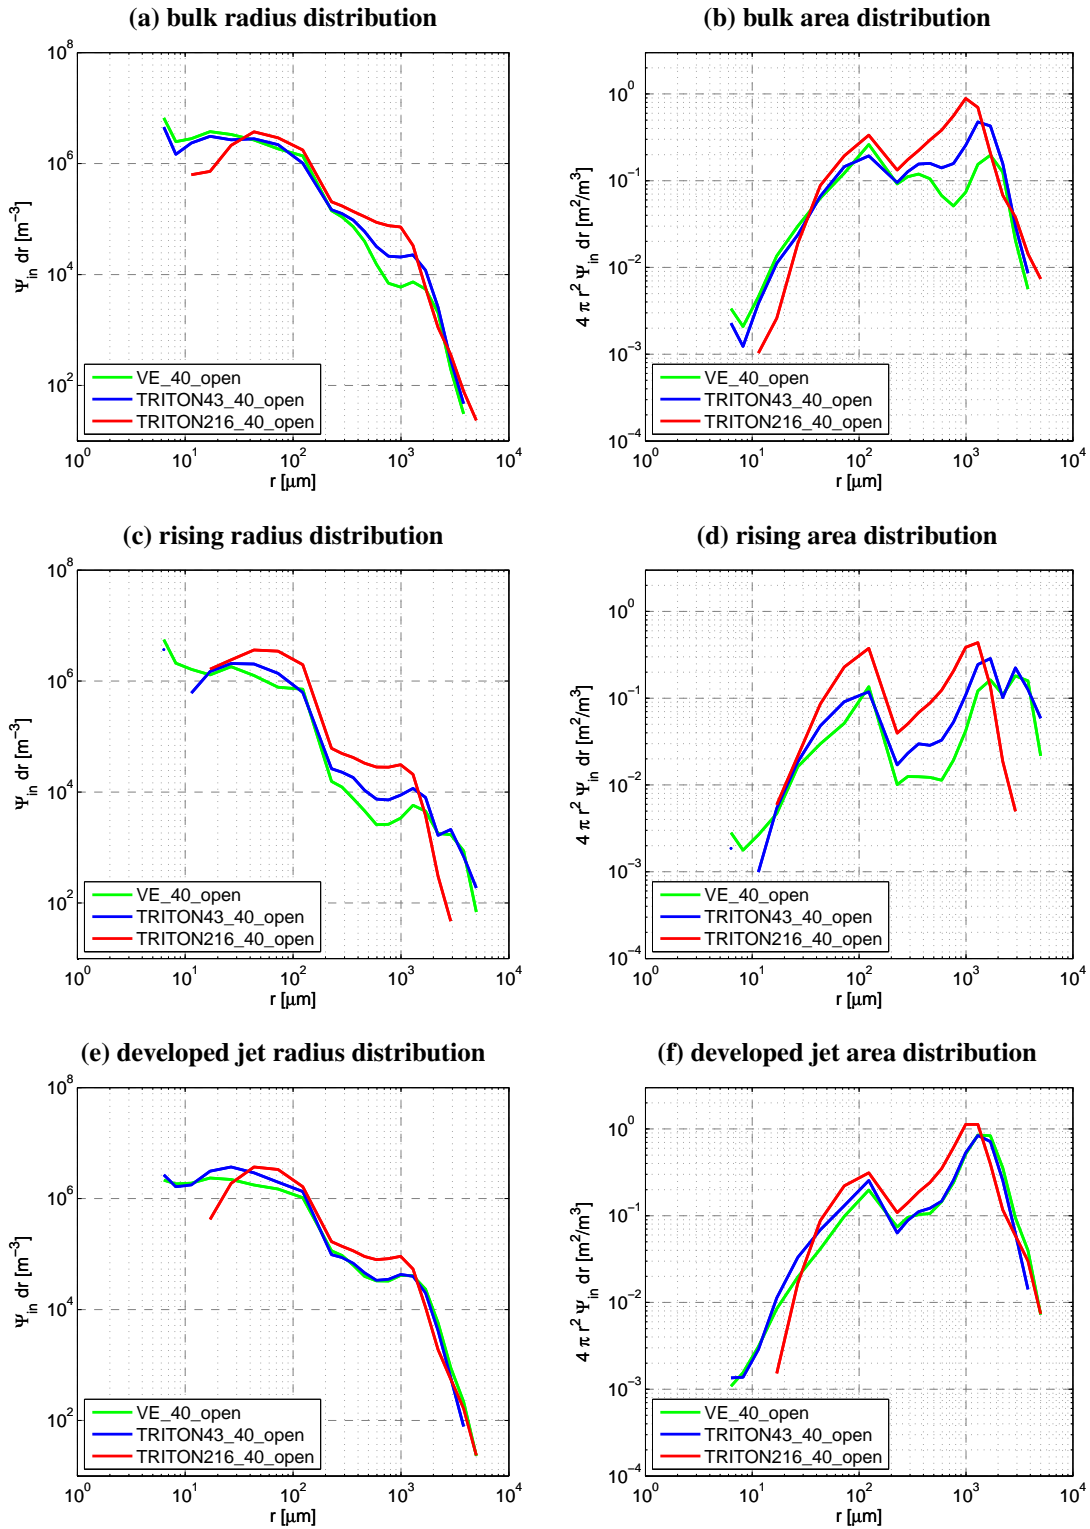 (a) bulk radius distribution
10^8
10^6
10^4
10^2
Ψ_in dr [m^−3]
VE_40_open
TRITON43_40_open
TRITON216_40_open
10^0 10^1 10^2 10^3 10^4
r [μm]
(b) bulk area distribution
10^0
10^−1
10^−2
10^−3
10^−4
4 π r^2 Ψ_in dr [m^2/m^3]
VE_40_open
TRITON43_40_open
TRITON216_40_open
10^0 10^1 10^2 10^3 10^4
r [μm]
(c) rising radius distribution
10^8
10^6
10^4
10^2
Ψ_in dr [m^−3]
VE_40_open
TRITON43_40_open
TRITON216_40_open
10^0 10^1 10^2 10^3 10^4
r [μm]
(d) rising area distribution
10^0
10^−1
10^−2
10^−3
10^−4
4 π r^2 Ψ_in dr [m^2/m^3]
VE_40_open
TRITON43_40_open
TRITON216_40_open
10^0 10^1 10^2 10^3 10^4
r [μm]
(e) developed jet radius distribution
10^8
10^6
10^4
10^2
Ψ_in dr [m^−3]
VE_40_open
TRITON43_40_open
TRITON216_40_open
10^0 10^1 10^2 10^3 10^4
r [μm]
(f) developed jet area distribution
10^0
10^−1
10^−2
10^−3
10^−4
4 π r^2 Ψ_in dr [m^2/m^3]
VE_40_open
TRITON43_40_open
TRITON216_40_open
10^0 10^1 10^2 10^3 10^4
r [μm]